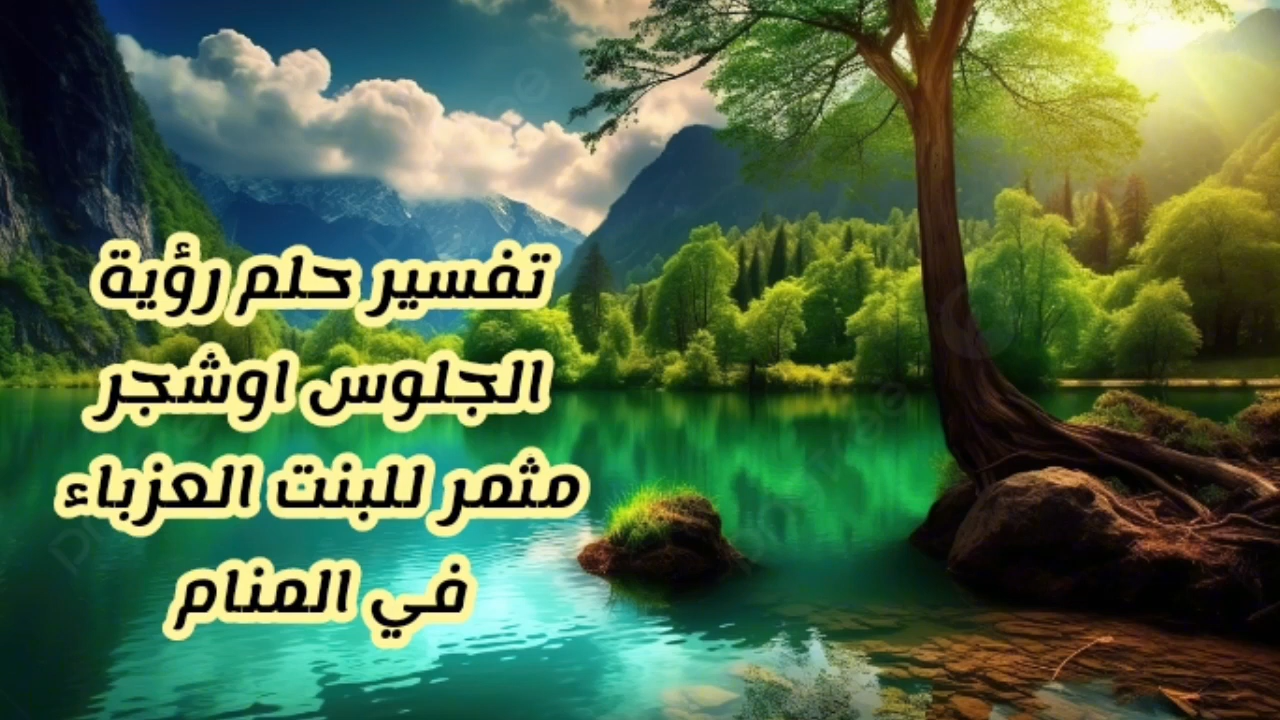 تفسير حلم رؤية
الجلوس اوشجر
مثمر للبنت العزباء
في المنام